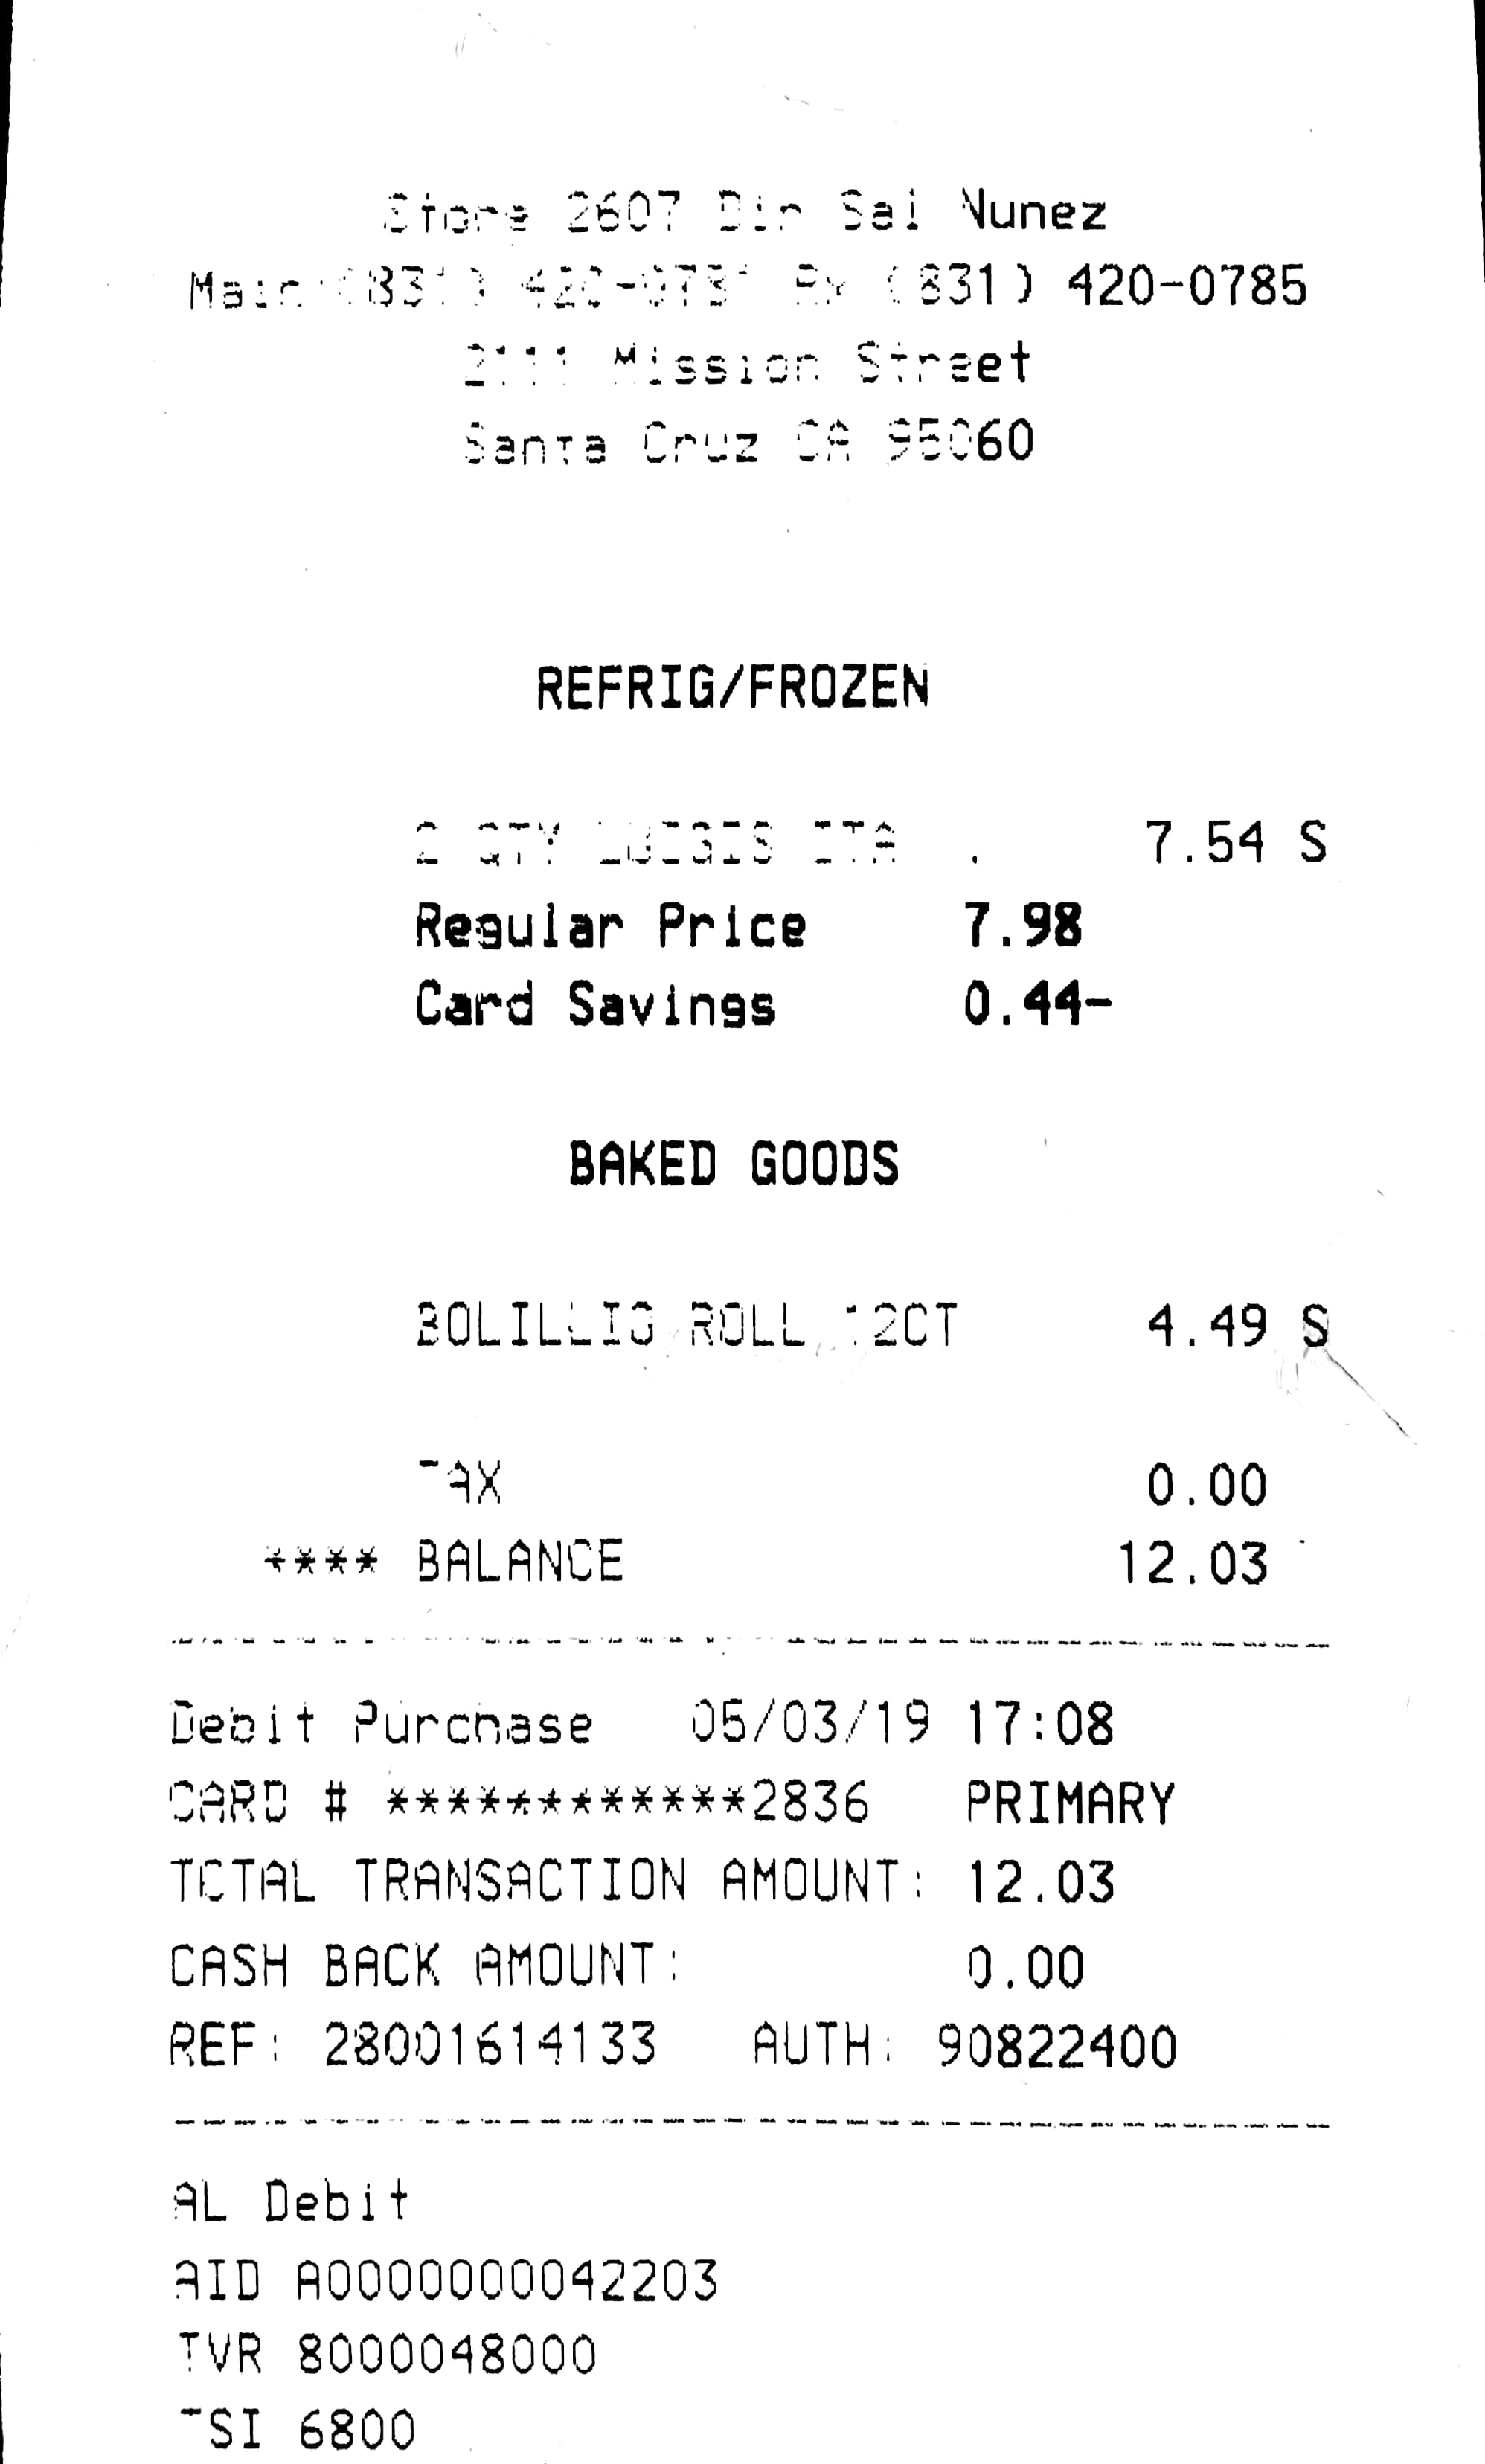 Store 2607 Dir Sal Nunez
Main (831) 420-0731 Rx (831) 420-0785
2111 Mission Street
Santa Cruz CA 95060
REFRIG/FROZEN
2 QTY LUIGIS ITA . 7.54 S
Regular Price 7.98
Card Savings 0.44-
BAKED GOODS
BOLILLIO ROLL 12CT 4.49 S
TAX 0.00
**** BALANCE 12.03
Debit Purchase 05/03/19 17:08
CARD # ************2836 PRIMARY
TOTAL TRANSACTION AMOUNT: 12.03
CASH BACK AMOUNT: 0.00
REF: 28001614133 AUTH: 90822400
AL Debit
AID A0000000042203
TVR 8000048000
TSI 6800